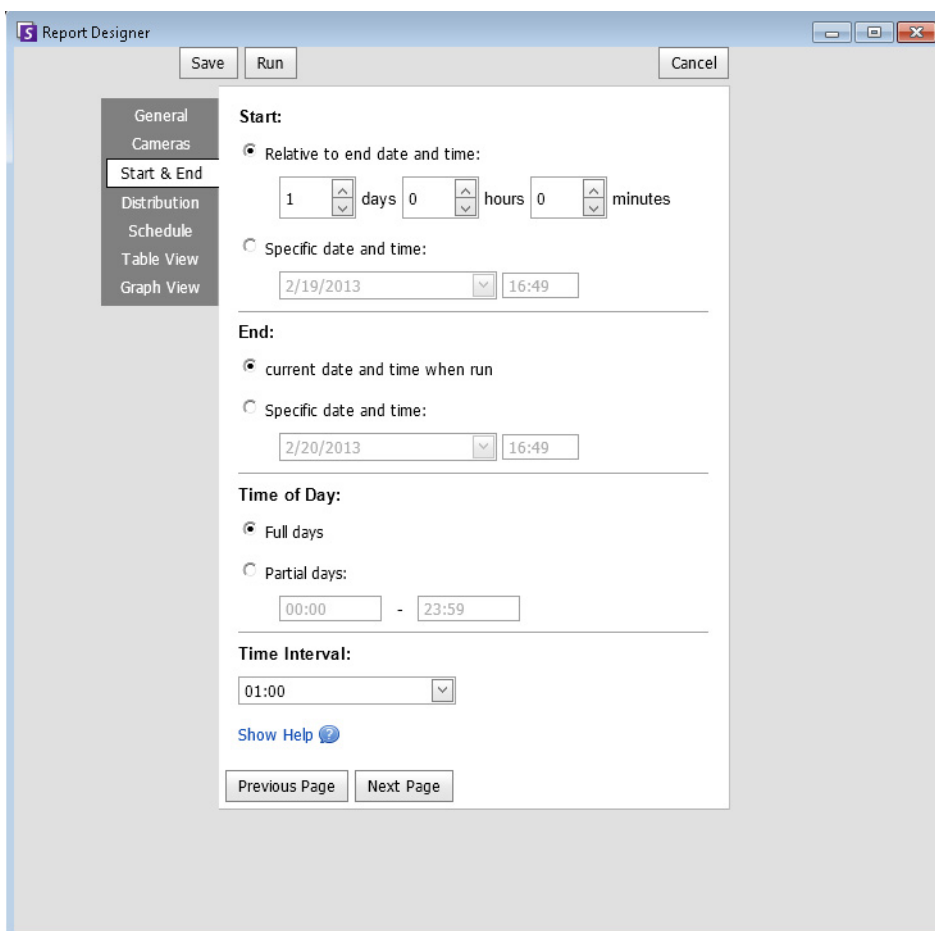 Report Designer
Save Run Cancel
General
Cameras
Start & End
Distribution
Schedule
Table View
Graph View
Start:
Relative to end date and time:
1 days 0 hours 0 minutes
Specific date and time:
2/19/2013 16:49
End:
current date and time when run
Specific date and time:
2/20/2013 16:49
Time of Day:
Full days
Partial days:
00:00 - 23:59
Time Interval:
01:00
Show Help ?
Previous Page Next Page